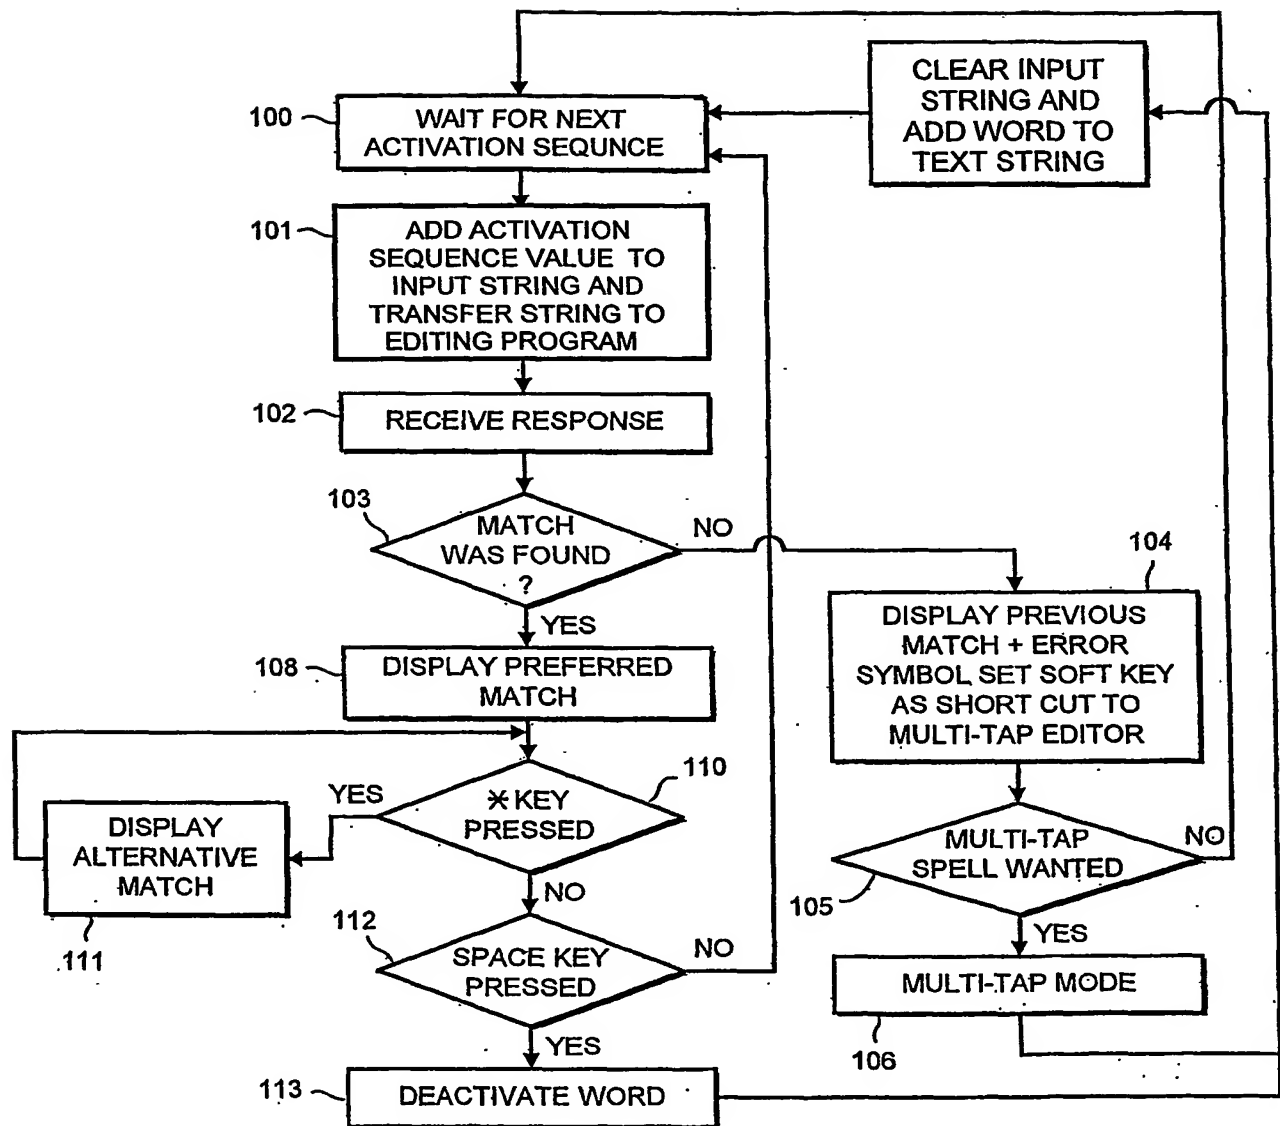 CLEAR INPUT
STRING AND
ADD WORD TO
TEXT STRING
100
WAIT FOR NEXT
ACTIVATION SEQUNCE
101
ADD ACTIVATION
SEQUENCE VALUE TO
INPUT STRING AND
TRANSFER STRING TO
EDITING PROGRAM
102
RECEIVE RESPONSE
103
MATCH
WAS FOUND
?
NO
YES
104
DISPLAY PREVIOUS
MATCH + ERROR
SYMBOL SET SOFT KEY
AS SHORT CUT TO
MULTI-TAP EDITOR
108
DISPLAY PREFERRED
MATCH
110
* KEY
PRESSED
YES
NO
DISPLAY
ALTERNATIVE
MATCH
111
MULTI-TAP
SPELL WANTED
NO
105
YES
112
SPACE KEY
PRESSED
NO
YES
MULTI-TAP MODE
106
113
DEACTIVATE WORD